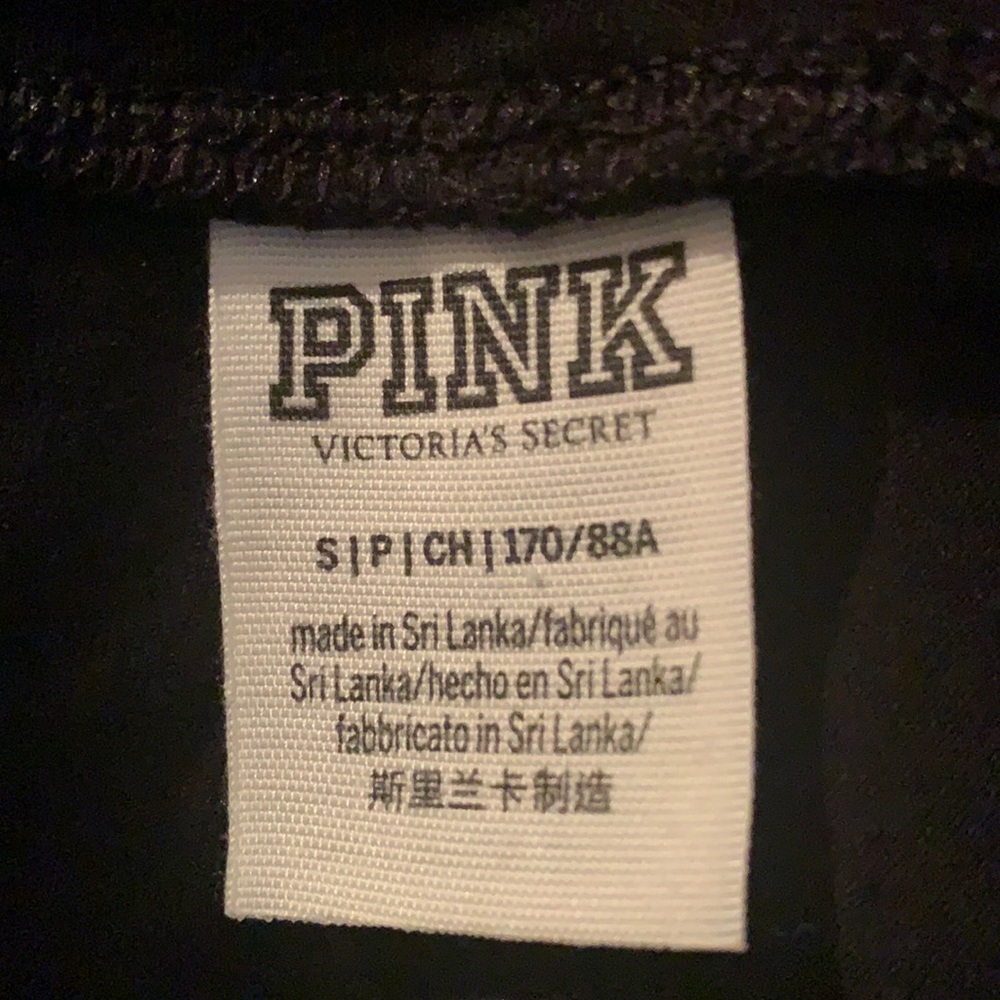 PINK
VICTORIA'S SECRET
S|P|CH|170/88A
made in Sri Lanka/fabriqué au
Sri Lanka/hecho en Sri Lanka/
fabbricato in Sri Lanka/
斯里兰卡制造